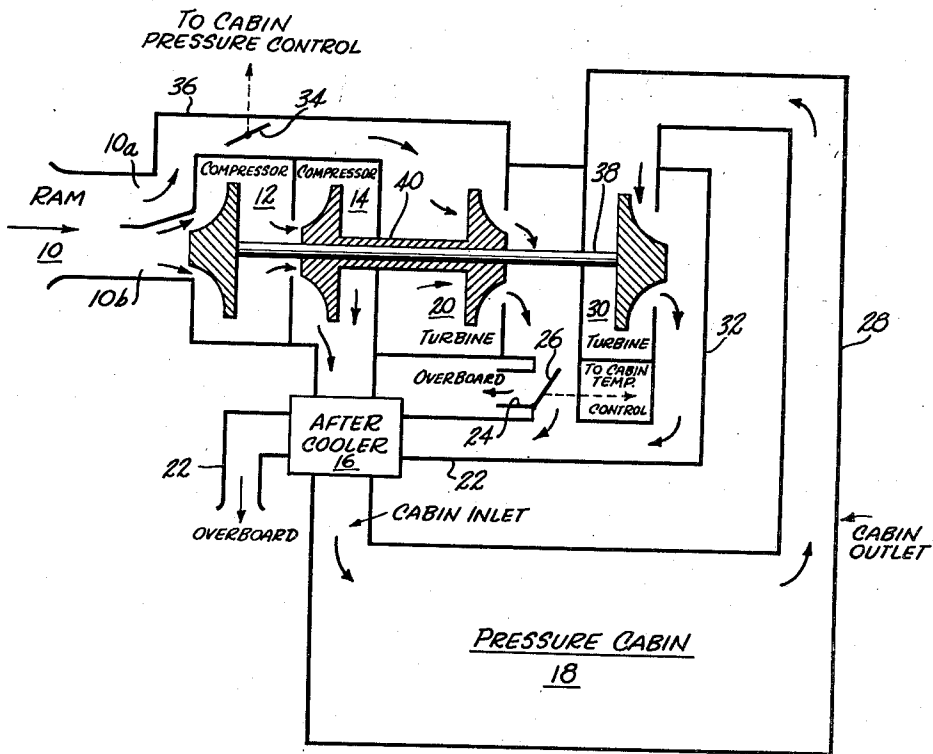 TO CABIN
PRESSURE CONTROL
36
34
10a
COMPRESSOR
12
COMPRESSOR
14
40
38
RAM
10
10b
20
TURBINE
30
TURBINE
32
28
26
OVERBOARD
TO CABIN
TEMP.
CONTROL
24
AFTER
COOLER
16
22
22
OVERBOARD
CABIN INLET
CABIN
OUTLET
PRESSURE CABIN
18